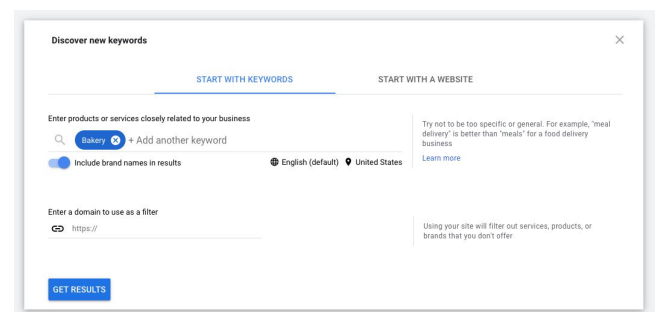 Discover new keywords
START WITH KEYWORDS
START WITH A WEBSITE
Enter products or services closely related to your business
Bakery + Add another keyword
Include brand names in results
English (default) United States
Try not to be too specific or general. For example, "meal
delivery" is better than "meals" for a food delivery
business
Learn more
Enter a domain to use as a filter
https://
Using your site will filter out services, products, or
brands that you don't offer
GET RESULTS